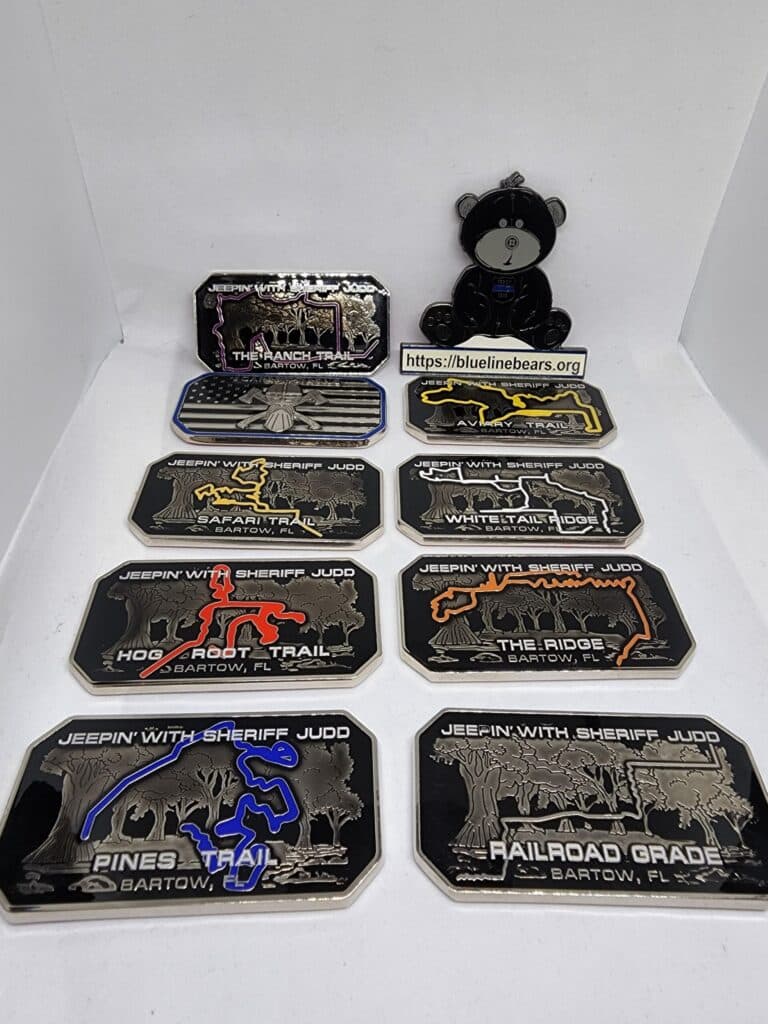 JEEPIN' WITH SHERIFF JUDD
THE RANCH TRAIL
BARTOW, FL
https://bluelinebears.org
JEEPIN' WITH SHERIFF JUDD
AVIARY TRAIL
BARTOW, FL
JEEPIN' WITH SHERIFF JUDD
SAFARI TRAIL
BARTOW, FL
JEEPIN' WITH SHERIFF JUDD
WHITE TAIL RIDGE
BARTOW, FL
JEEPIN' WITH SHERIFF JUDD
HOG ROOT TRAIL
BARTOW, FL
JEEPIN' WITH SHERIFF JUDD
THE RIDGE
BARTOW, FL
JEEPIN' WITH SHERIFF JUDD
PINES TRAIL
BARTOW, FL
JEEPIN' WITH SHERIFF JUDD
RAILROAD GRADE
BARTOW, FL